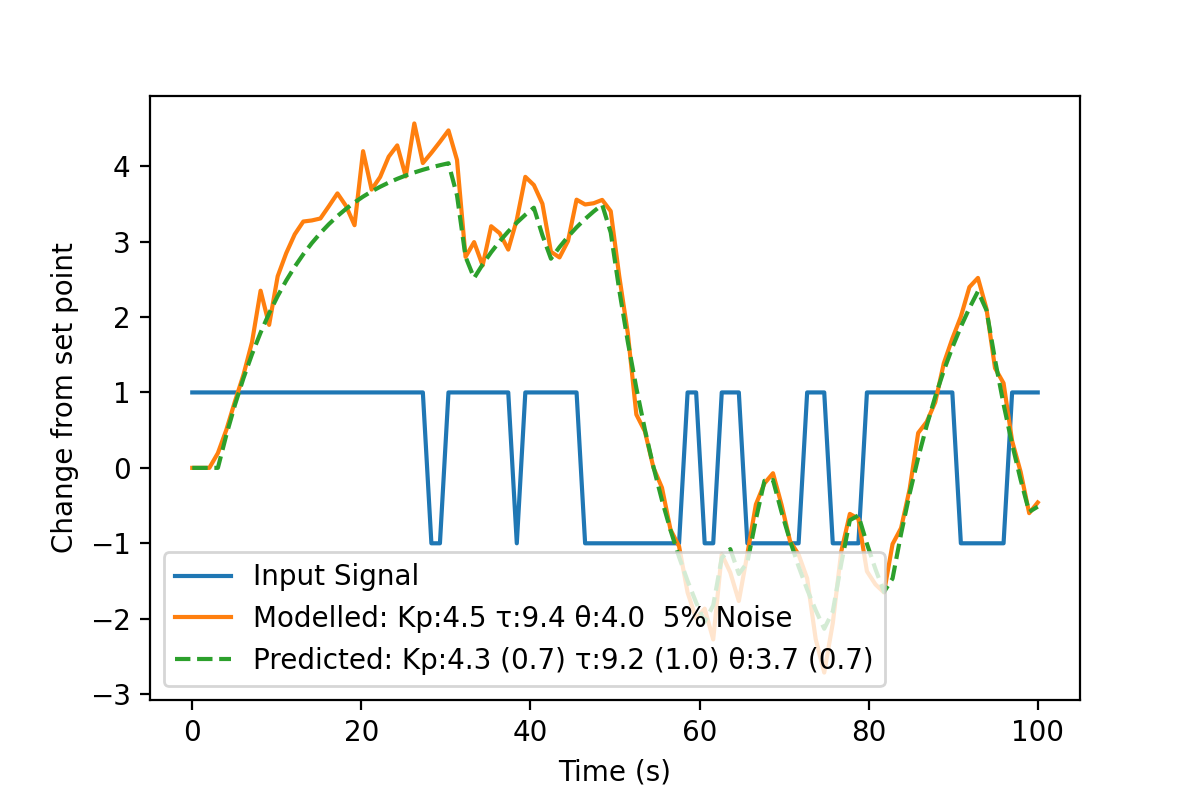 Change from set point
4
3
2
1
0
−1
−2
−3
Input Signal
Modelled: Kp:4.5 τ:9.4 θ:4.0  5% Noise
Predicted: Kp:4.3 (0.7) τ:9.2 (1.0) θ:3.7 (0.7)
0 20 40 60 80 100
Time (s)